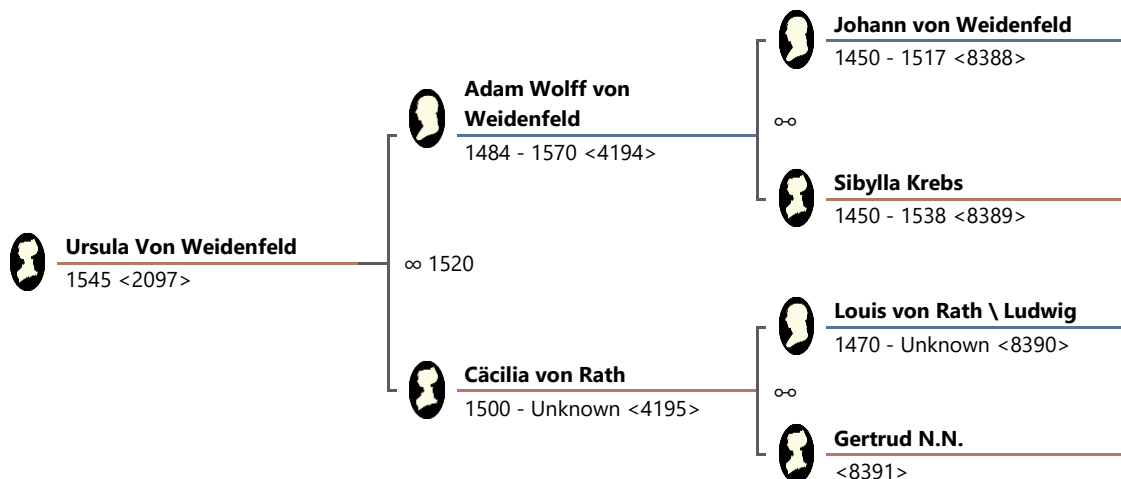 Johann von Weidenfeld
1450 - 1517 <8388>
Adam Wolff von
Weidenfeld
1484 - 1570 <4194>
Sibylla Krebs
1450 - 1538 <8389>
Ursula Von Weidenfeld
1545 <2097>
∞ 1520
Louis von Rath \ Ludwig
1470 - Unknown <8390>
Cäcilia von Rath
1500 - Unknown <4195>
Gertrud N.N.
<8391>